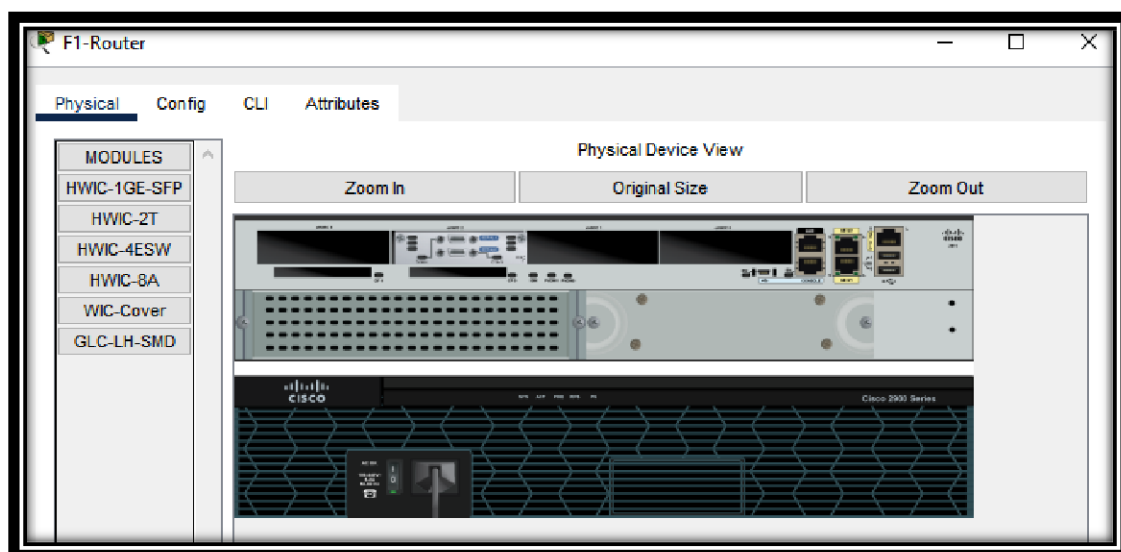 F1-Router
Physical Config CLI Attributes
MODULES
HWIC-1GE-SFP
HWIC-2T
HWIC-4ESW
HWIC-8A
WIC-Cover
GLC-LH-SMD
Physical Device View
Zoom In Original Size Zoom Out
CISCO
Cisco 2900 Series